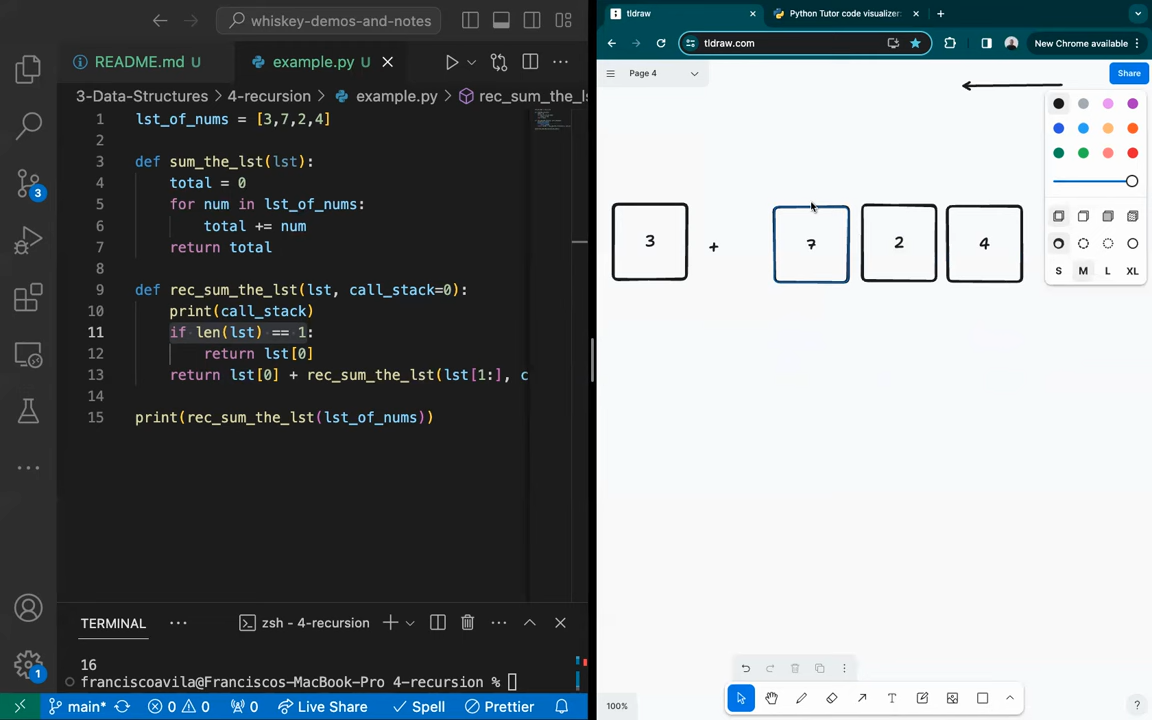 whiskey-demos-and-notes
README.md U
example.py U
3-Data-Structures > 4-recursion > example.py > rec_sum_the_ls
1 lst_of_nums = [3,7,2,4]
2
3 def sum_the_lst(lst):
4 total = 0
5 for num in lst_of_nums:
6 total += num
7 return total
8
9 def rec_sum_the_lst(lst, call_stack=0):
10 print(call_stack)
11 if len(lst) == 1:
12 return lst[0]
13 return lst[0] + rec_sum_the_lst(lst[1:], c
14
15 print(rec_sum_the_lst(lst_of_nums))
3
1
TERMINAL
zsh - 4-recursion
16
franciscoavila@Franciscos-MacBook-Pro 4-recursion %
main*
0 0
0
Live Share
Spell
Prettier
tldraw
Python Tutor code visualizer:
tldraw.com
New Chrome available
Page 4
Share
3 + 7 2 4
S M L XL
100%
T
?